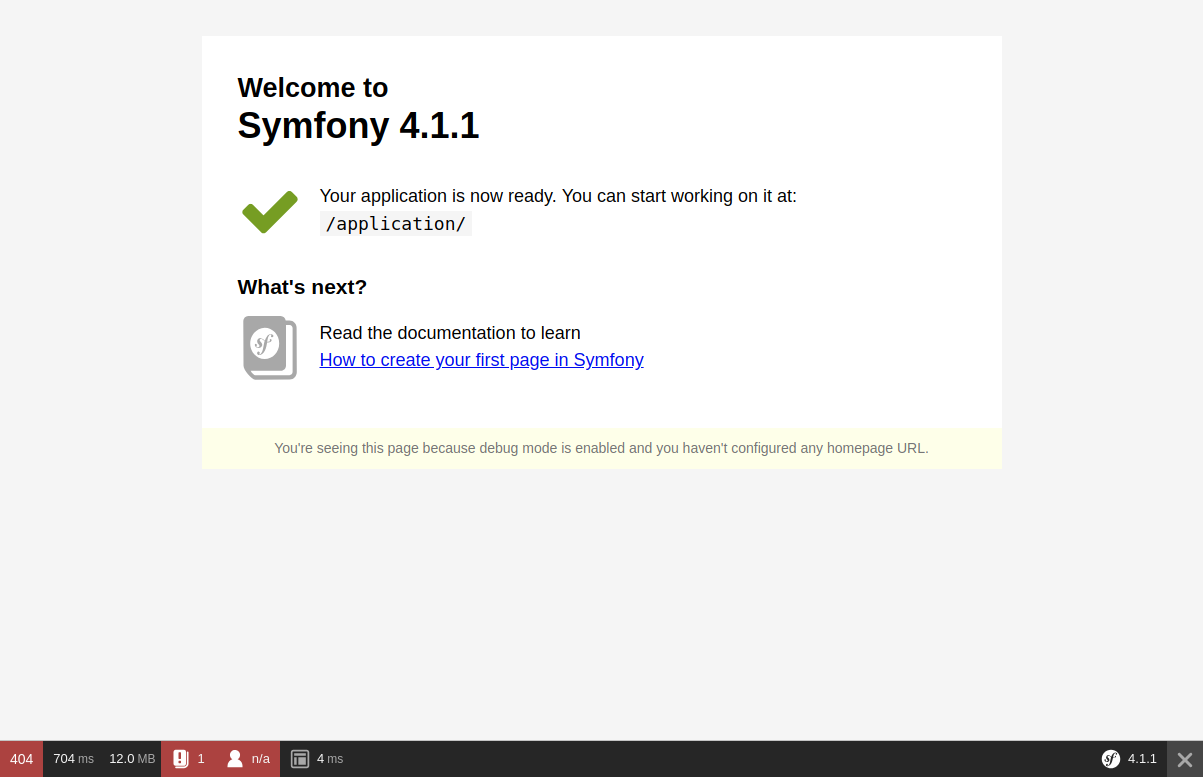 Welcome to
Symfony 4.1.1
Your application is now ready. You can start working on it at:
/application/
What's next?
sf
Read the documentation to learn
How to create your first page in Symfony
You're seeing this page because debug mode is enabled and you haven't configured any homepage URL.
404 704 ms 12.0 MB 1 n/a 4 ms sf 4.1.1